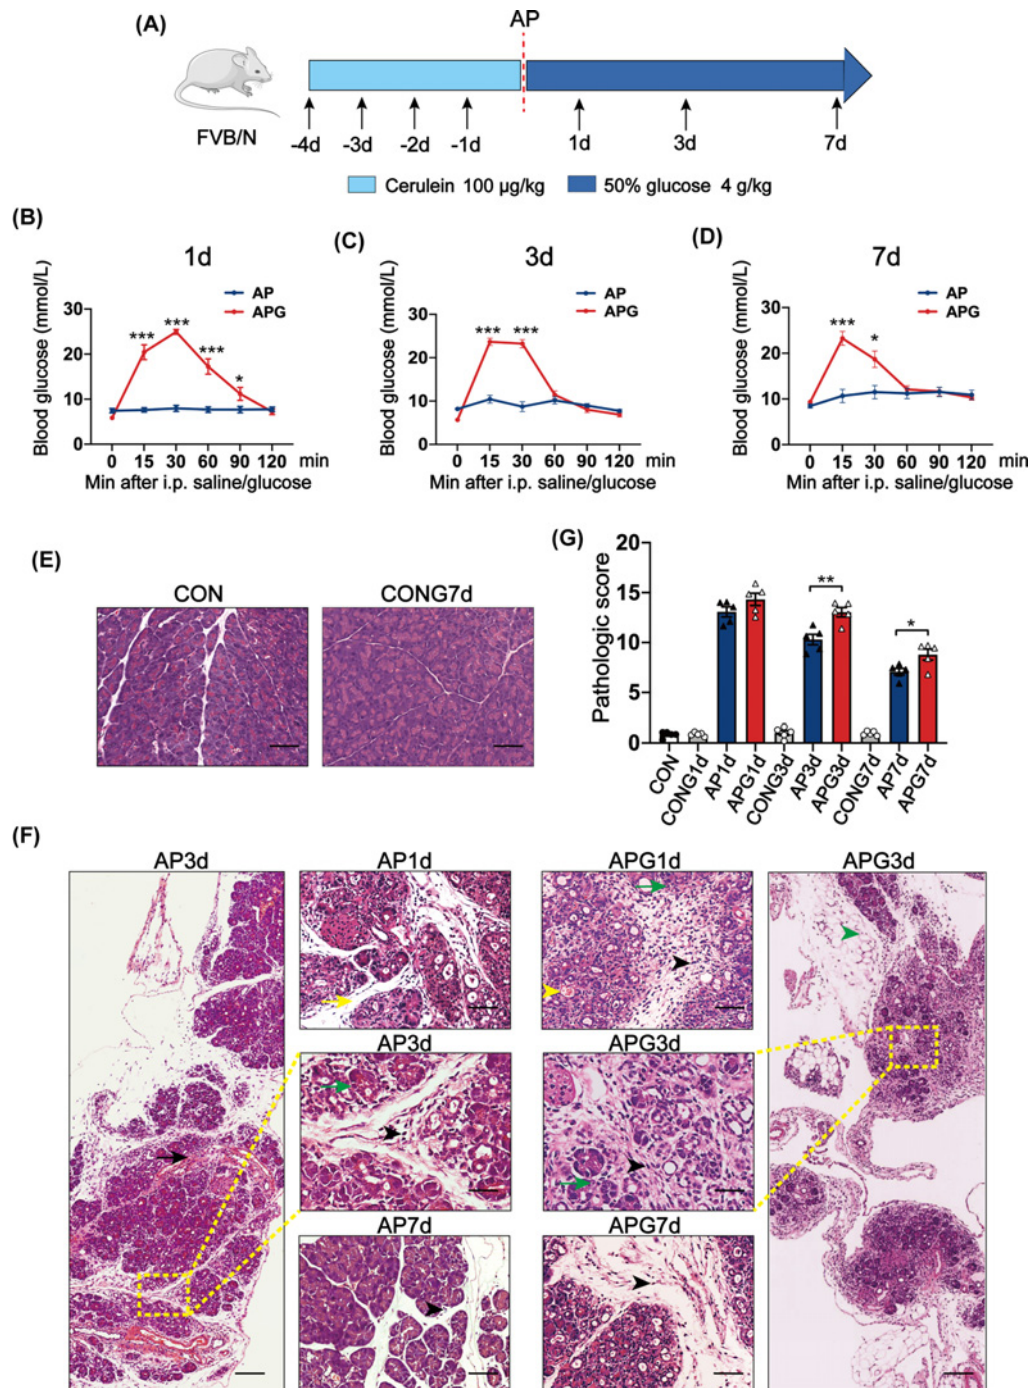 (A)
AP
FVB/N
-4d -3d -2d -1d 1d 3d 7d
Cerulein 100 µg/kg 50% glucose 4 g/kg
(B)
1d
Blood glucose (mmol/L)
30
20
10
0
AP
APG
***
***
***
*
0 15 30 60 90 120 min
Min after i.p. saline/glucose
(C)
3d
Blood glucose (mmol/L)
30
20
10
0
AP
APG
*** ***
0 15 30 60 90 120 min
Min after i.p. saline/glucose
(D)
7d
Blood glucose (mmol/L)
30
20
10
0
AP
APG
***
*
0 15 30 60 90 120 min
Min after i.p. saline/glucose
(E)
CON CONG7d
(G)
Pathologic score
20
15
10
5
0
**
*
CON CONG1d AP1d APG1d CONG3d AP3d APG3d CONG7d AP7d APG7d
(F)
AP3d AP1d APG1d APG3d
AP3d APG3d
AP7d APG7d